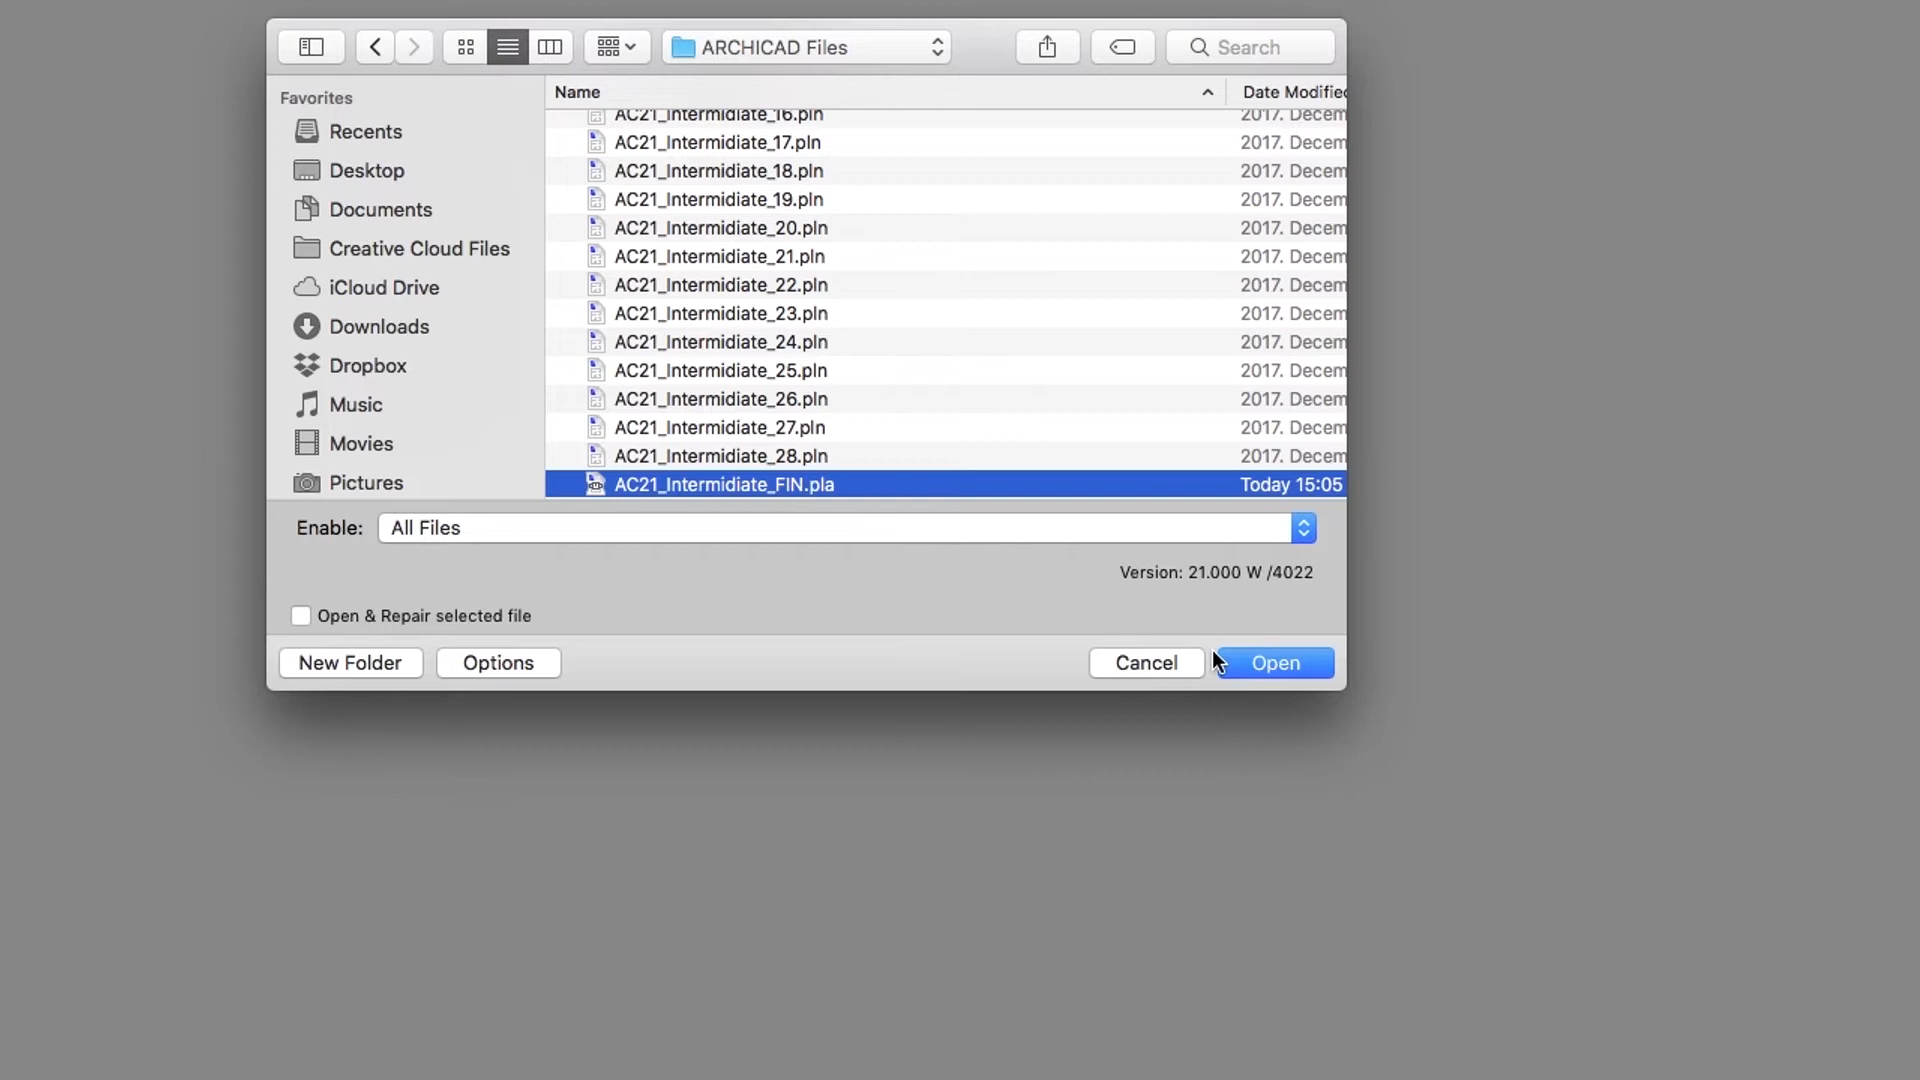 ARCHICAD Files
Search
Favorites
Recents
Desktop
Documents
Creative Cloud Files
iCloud Drive
Downloads
Dropbox
Music
Movies
Pictures
Name Date Modified
AC21_Intermidiate_16.pln 2017. Decem
AC21_Intermidiate_17.pln 2017. Decem
AC21_Intermidiate_18.pln 2017. Decem
AC21_Intermidiate_19.pln 2017. Decem
AC21_Intermidiate_20.pln 2017. Decem
AC21_Intermidiate_21.pln 2017. Decem
AC21_Intermidiate_22.pln 2017. Decem
AC21_Intermidiate_23.pln 2017. Decem
AC21_Intermidiate_24.pln 2017. Decem
AC21_Intermidiate_25.pln 2017. Decem
AC21_Intermidiate_26.pln 2017. Decem
AC21_Intermidiate_27.pln 2017. Decem
AC21_Intermidiate_28.pln 2017. Decem
AC21_Intermidiate_FIN.pla Today 15:05
Enable: All Files
Version: 21.000 W /4022
Open & Repair selected file
New Folder Options Cancel Open